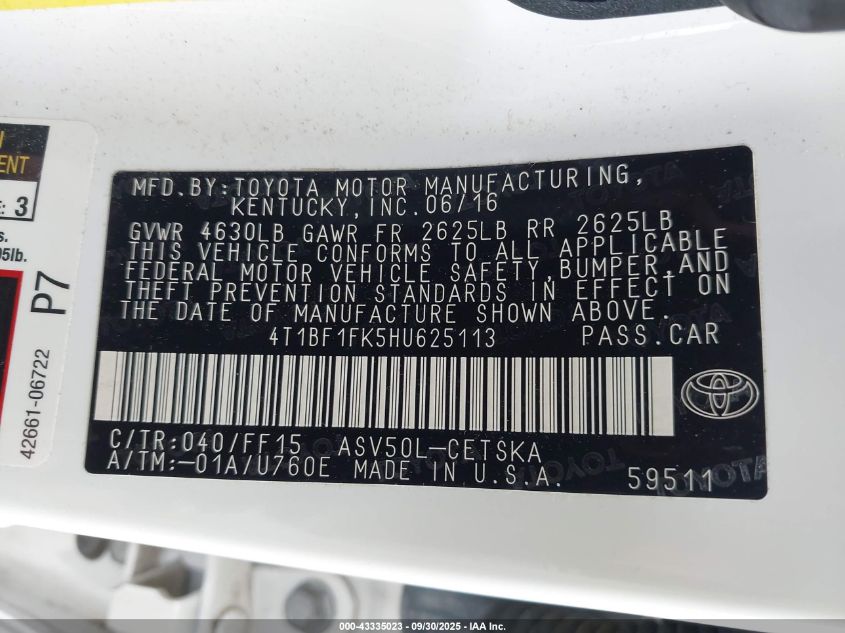 ENT
: 3
s.
05lb.
P7
42661-06722
MFD. BY: TOYOTA MOTOR MANUFACTURING,
KENTUCKY, INC. 06/16
GVWR 4630LB GAWR FR 2625LB RR 2625LB
THIS VEHICLE CONFORMS TO ALL APPLICABLE
FEDERAL MOTOR VEHICLE SAFETY, BUMPER, AND
THEFT PREVENTION STANDARDS IN EFFECT ON
THE DATE OF MANUFACTURE SHOWN ABOVE.
4T1BF1FK5HU625113 PASS.CAR
C/TR: 040/FF15 ASV50L-CETSKA
A/TM:-01A/U760E MADE IN U.S.A. 59511
000-43335023 - 09/30/2025 - IAA Inc.